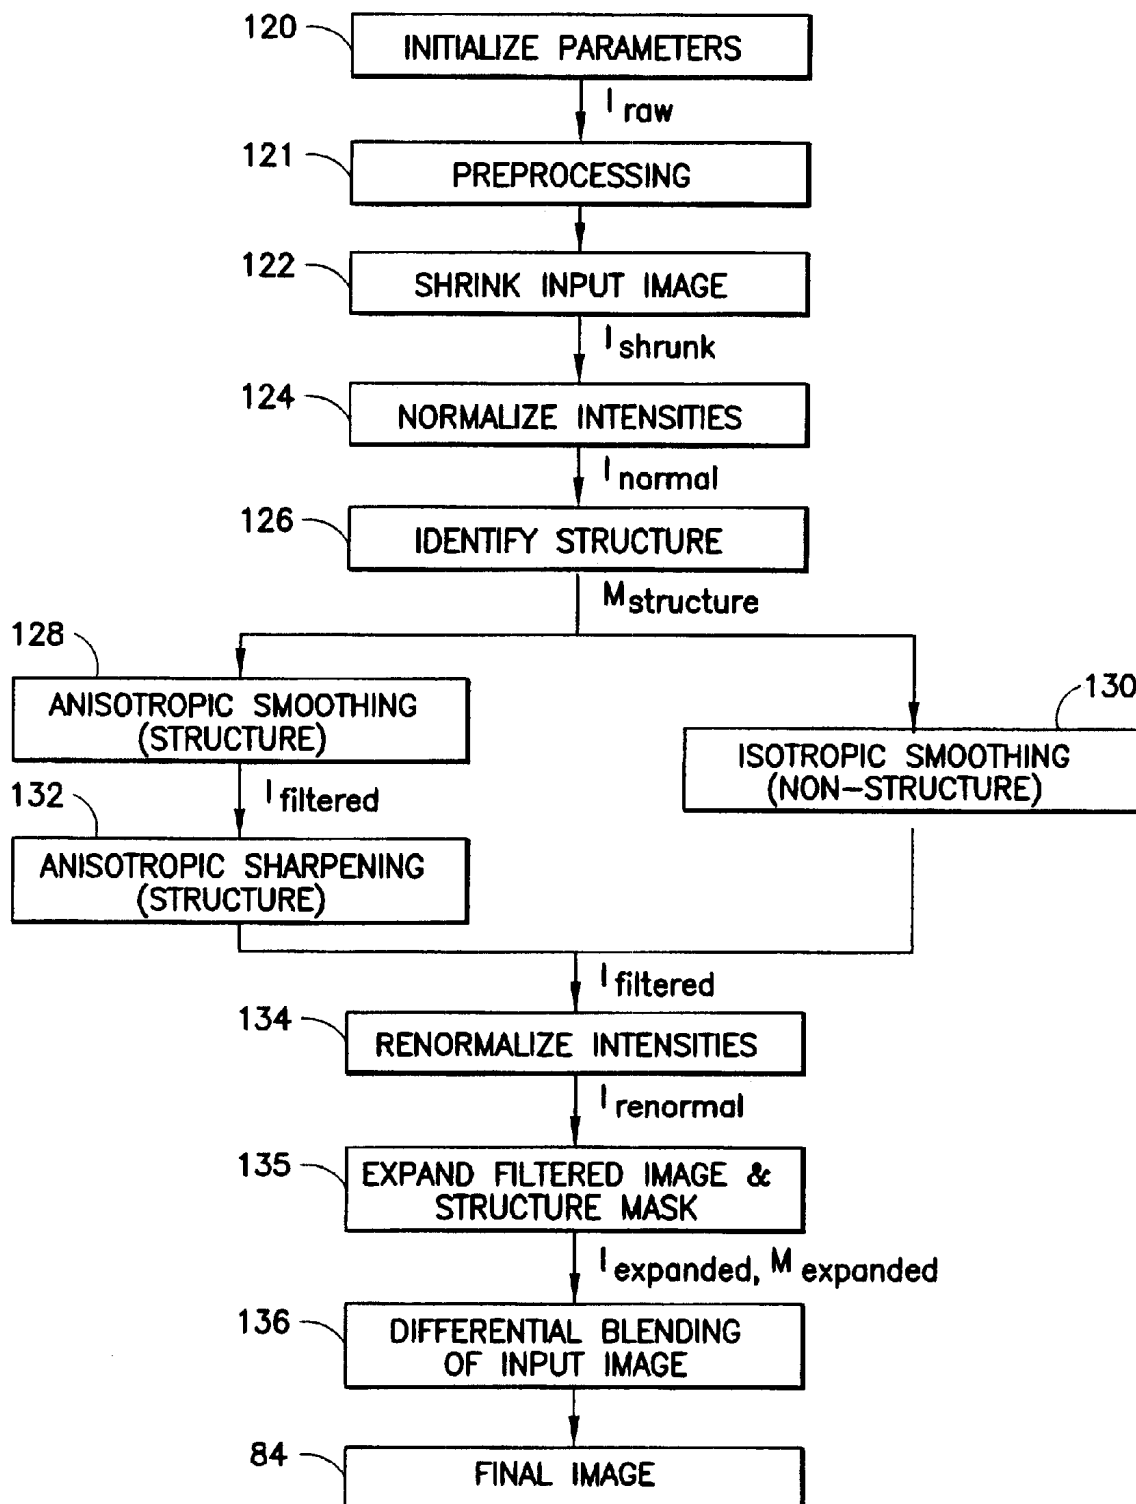 120
INITIALIZE PARAMETERS
I raw
121
PREPROCESSING
122
SHRINK INPUT IMAGE
I shrunk
124
NORMALIZE INTENSITIES
I normal
126
IDENTIFY STRUCTURE
M structure
128
ANISOTROPIC SMOOTHING
(STRUCTURE)
130
ISOTROPIC SMOOTHING
(NON-STRUCTURE)
I filtered
132
ANISOTROPIC SHARPENING
(STRUCTURE)
I filtered
134
RENORMALIZE INTENSITIES
I renormal
135
EXPAND FILTERED IMAGE &
STRUCTURE MASK
I expanded, M expanded
136
DIFFERENTIAL BLENDING
OF INPUT IMAGE
84
FINAL IMAGE